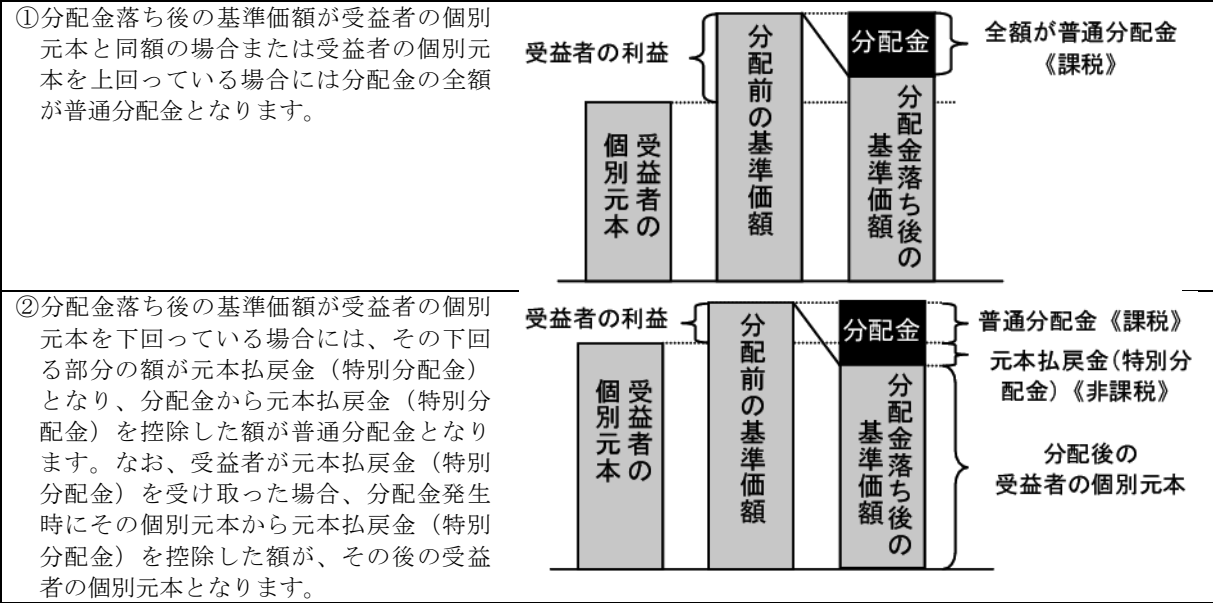 ①分配金落ち後の基準価額が受益者の個別
元本と同額の場合または受益者の個別元
本を上回っている場合には分配金の全額
が普通分配金となります。
受益者の利益
受益者の
個別元本
分配前の基準価額
分配金
分配金落ち後の
基準価額
全額が普通分配金
《課税》
②分配金落ち後の基準価額が受益者の個別
元本を下回っている場合には、その下回
る部分の額が元本払戻金（特別分配金）
となり、分配金から元本払戻金（特別分
配金）を控除した額が普通分配金となり
ます。なお、受益者が元本払戻金（特別
分配金）を受け取った場合、分配金発生
時にその個別元本から元本払戻金（特別
分配金）を控除した額が、その後の受益
者の個別元本となります。
受益者の利益
受益者の
個別元本
分配前の基準価額
分配金
分配金落ち後の
基準価額
普通分配金《課税》
元本払戻金（特別分
配金）《非課税》
分配後の
受益者の個別元本